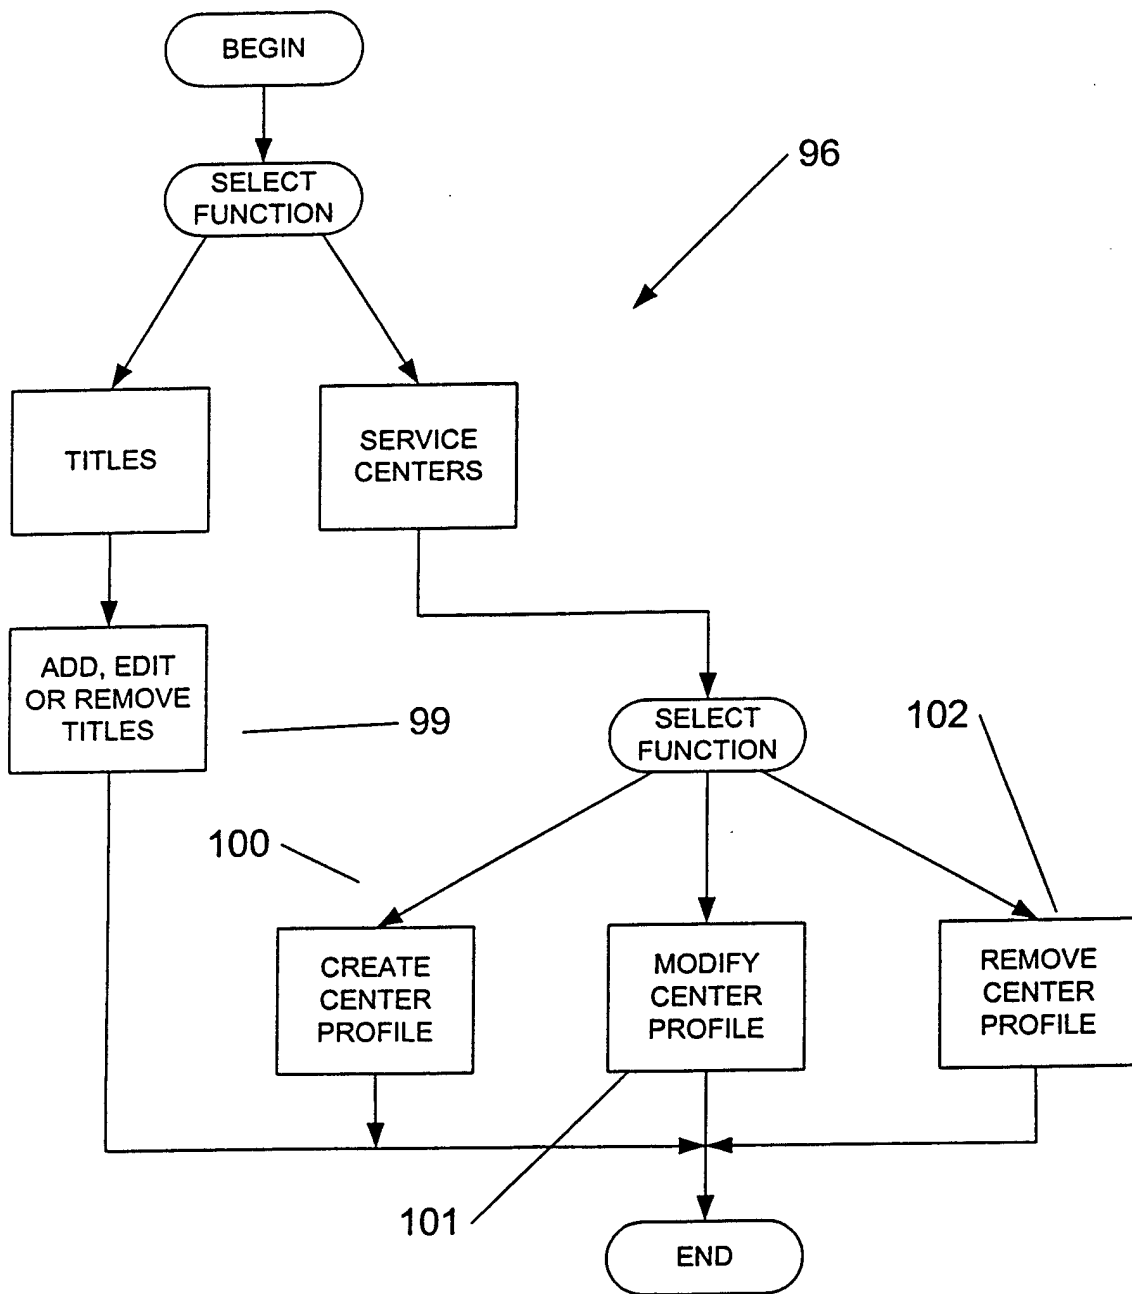 BEGIN
SELECT
FUNCTION
96
TITLES
SERVICE
CENTERS
ADD, EDIT
OR REMOVE
TITLES
99
SELECT
FUNCTION
102
100
CREATE
CENTER
PROFILE
MODIFY
CENTER
PROFILE
REMOVE
CENTER
PROFILE
101
END